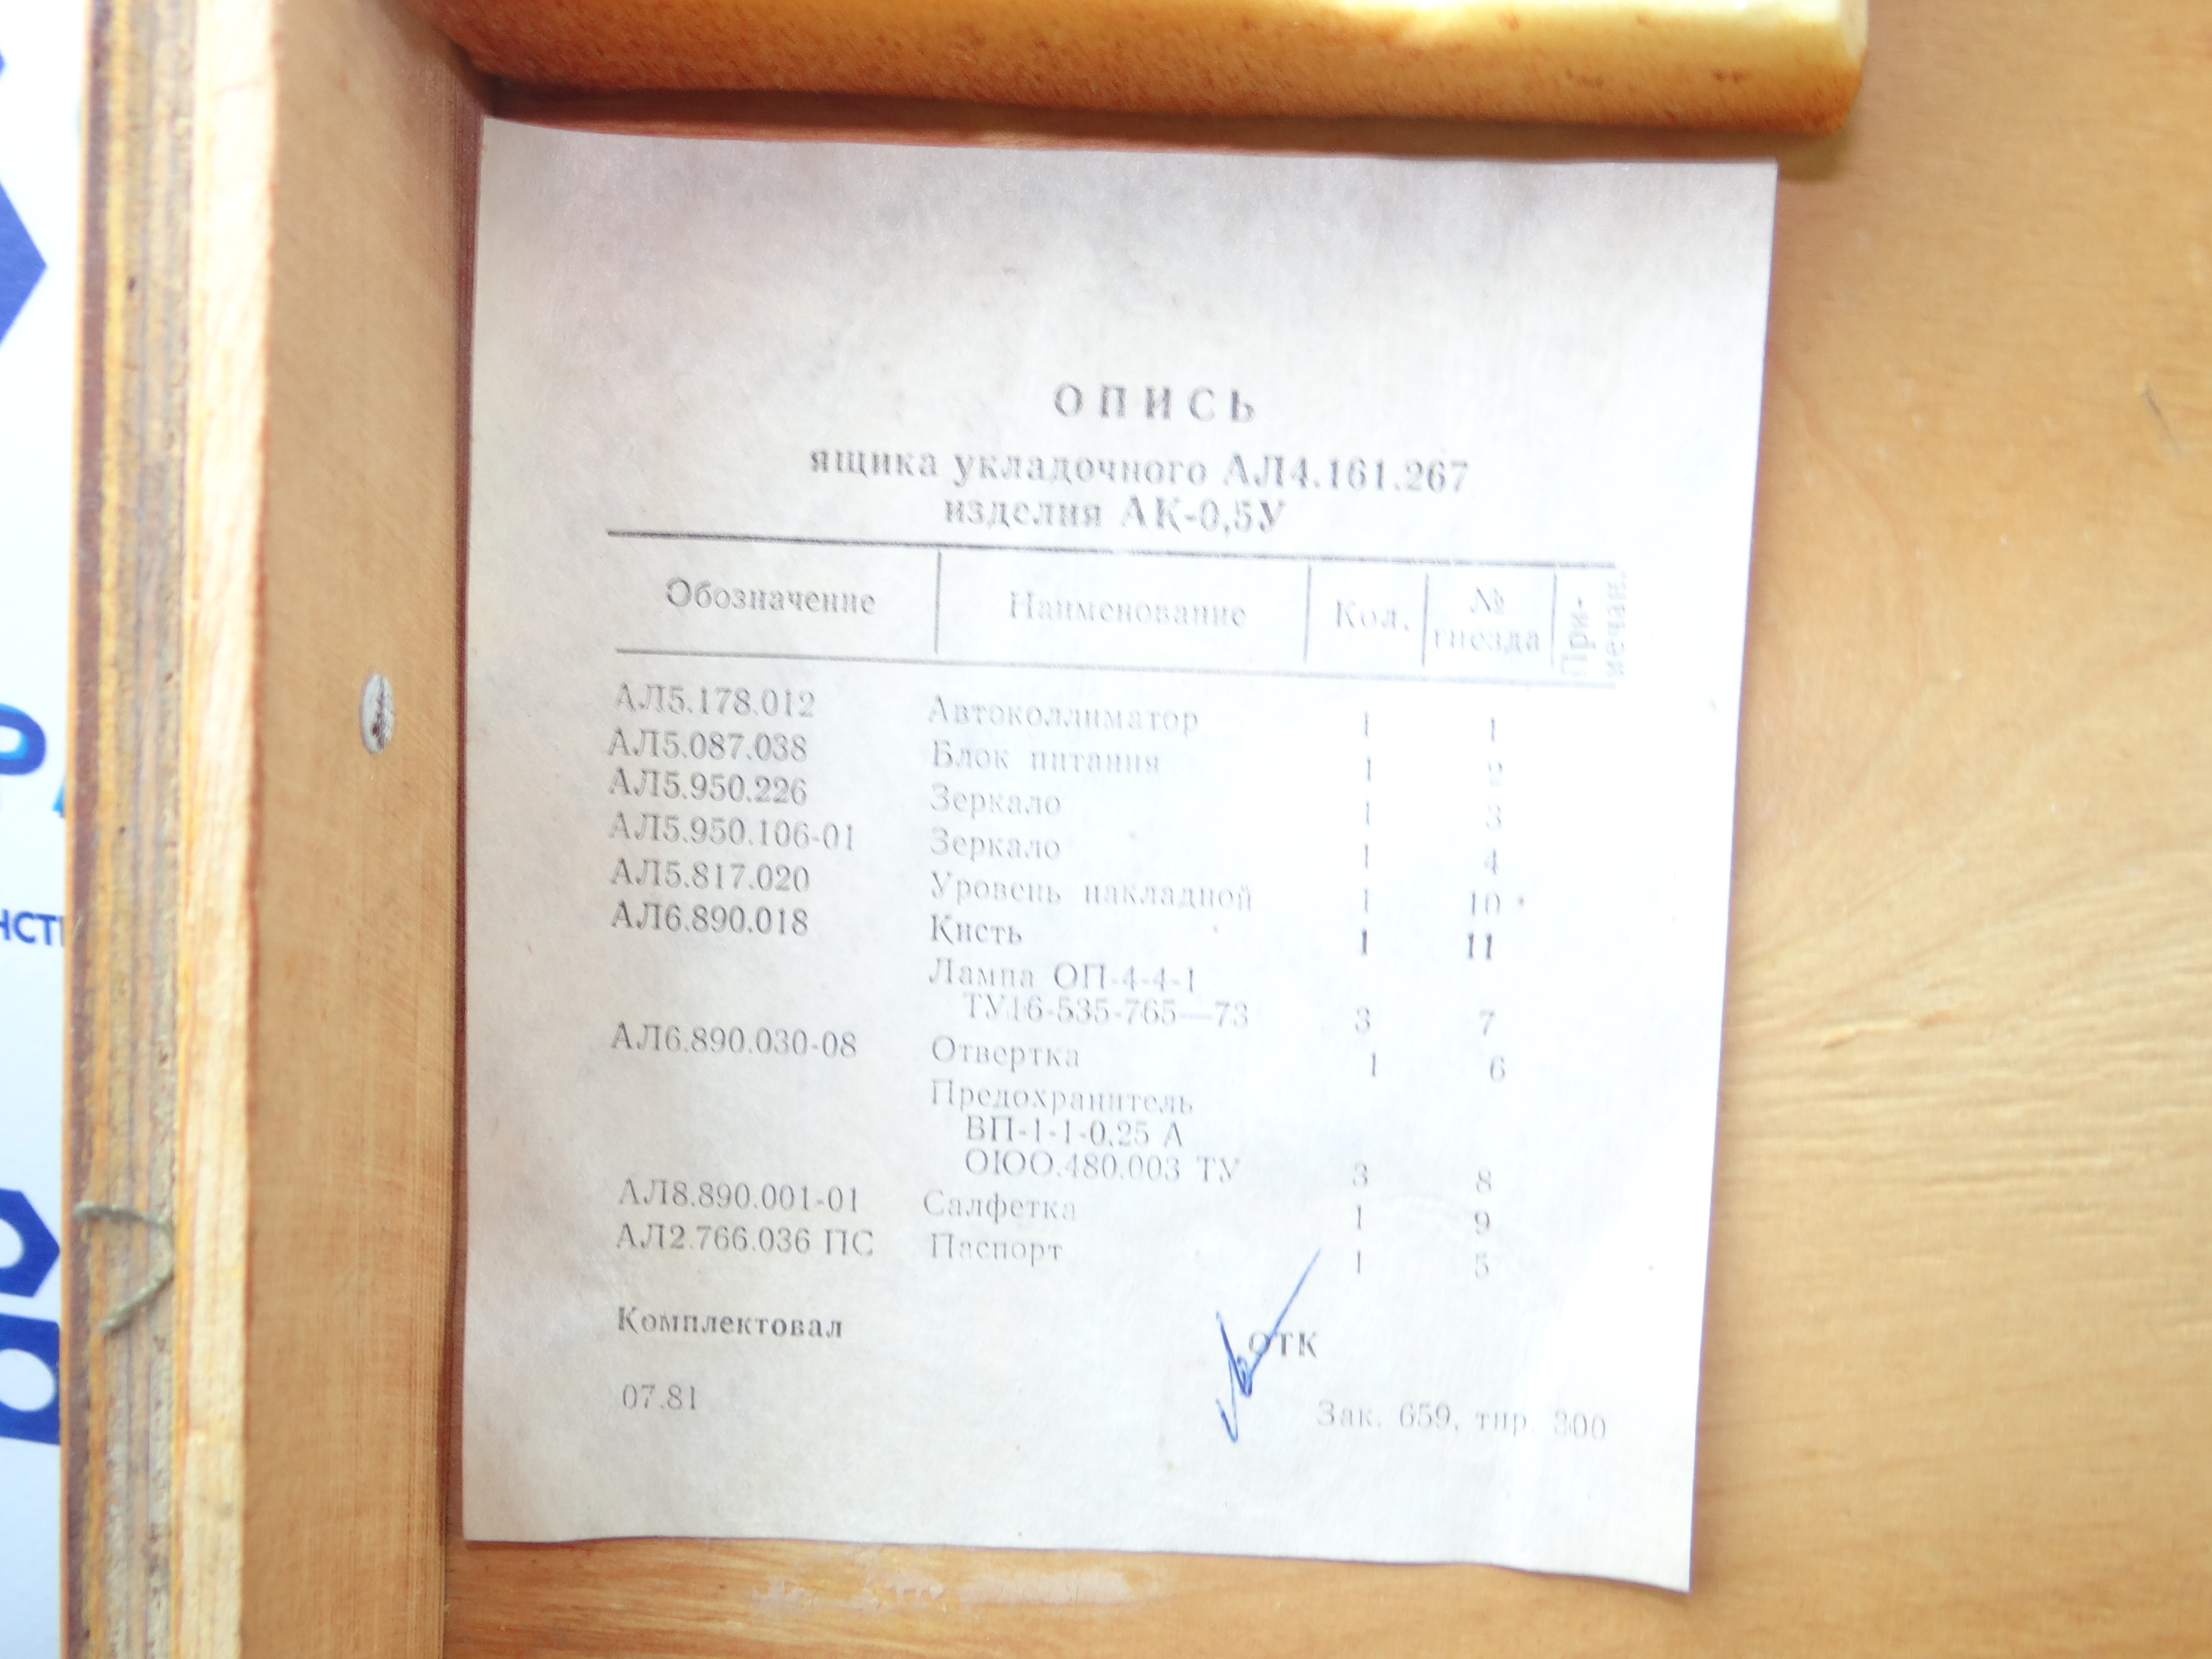 ОПИСЬ
ящика укладочного АЛ4.161.267
изделия АК-0,5У
Обозначение Наименование Кол. № гнезда При-мечан.
АЛ5.178.012 Автоколлиматор 1 1
АЛ5.087.038 Блок питания 1 2
АЛ5.950.226 Зеркало 1 3
АЛ5.950.106-01 Зеркало 1 4
АЛ5.817.020 Уровень накладной 1 10
АЛ6.890.018 Кисть 1 11
Лампа ОП-4-4-1
ТУ16-535-765—73 3 7
АЛ6.890.030-08 Отвертка 1 6
Предохранитель
ВП-1-1-0,25 А
ОЮО.480.003 ТУ 3 8
АЛ8.890.001-01 Салфетка 1 9
АЛ2.766.036 ПС Паспорт 1 5
Комплектовал ОТК
07.81
Зак. 659, тир. 300